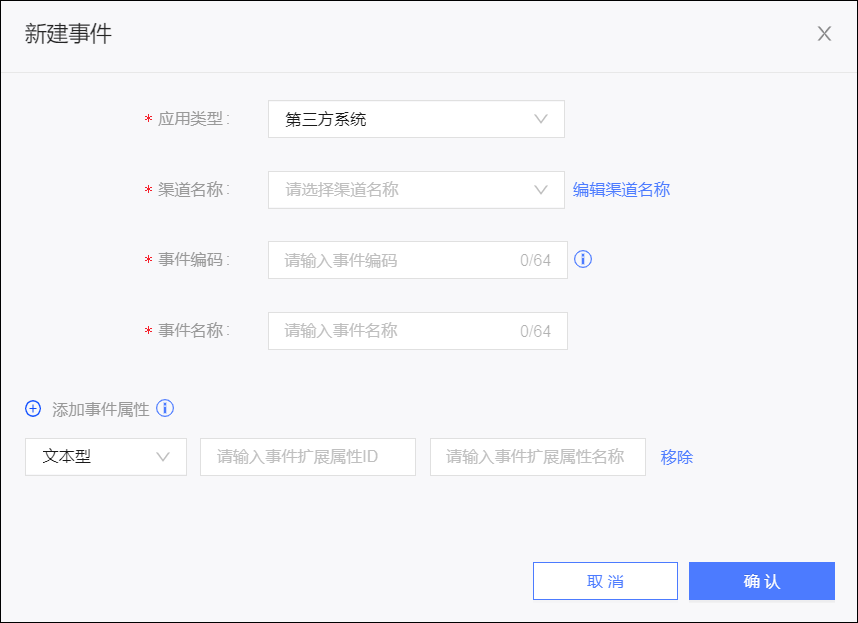 新建事件
* 应用类型: 第三方系统
* 渠道名称: 请选择渠道名称 编辑渠道名称
* 事件编码: 请输入事件编码 0/64
* 事件名称: 请输入事件名称 0/64
添加事件属性
文本型 请输入事件扩展属性ID 请输入事件扩展属性名称 移除
取消 确认